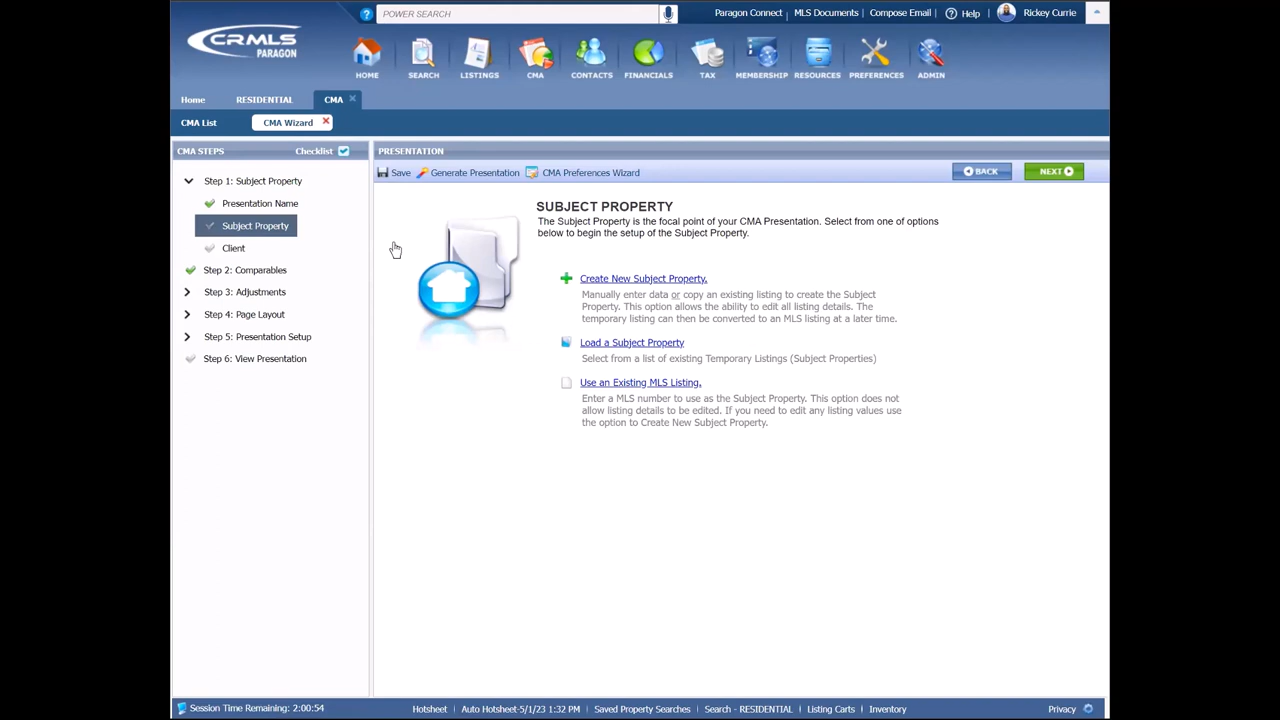 POWER SEARCH
Paragon Connect | MLS Documents | Compose Email | Help | Rickey Currie
CRMLS
PARAGON
HOME SEARCH LISTINGS CMA CONTACTS FINANCIALS TAX MEMBERSHIP RESOURCES PREFERENCES ADMIN
Home RESIDENTIAL CMA
CMA List CMA Wizard
CMA STEPS Checklist
PRESENTATION
Save Generate Presentation CMA Preferences Wizard BACK NEXT
Step 1: Subject Property
Presentation Name
Subject Property
Client
Step 2: Comparables
Step 3: Adjustments
Step 4: Page Layout
Step 5: Presentation Setup
Step 6: View Presentation
SUBJECT PROPERTY
The Subject Property is the focal point of your CMA Presentation. Select from one of options
below to begin the setup of the Subject Property.
Create New Subject Property.
Manually enter data or copy an existing listing to create the Subject
Property. This option allows the ability to edit all listing details. The
temporary listing can then be converted to an MLS listing at a later time.
Load a Subject Property
Select from a list of existing Temporary Listings (Subject Properties)
Use an Existing MLS Listing.
Enter a MLS number to use as the Subject Property. This option does not
allow listing details to be edited. If you need to edit any listing values use
the option to Create New Subject Property.
Session Time Remaining: 2:00:54 Hotsheet | Auto Hotsheet-5/1/23 1:32 PM | Saved Property Searches | Search - RESIDENTIAL | Listing Carts | Inventory Privacy